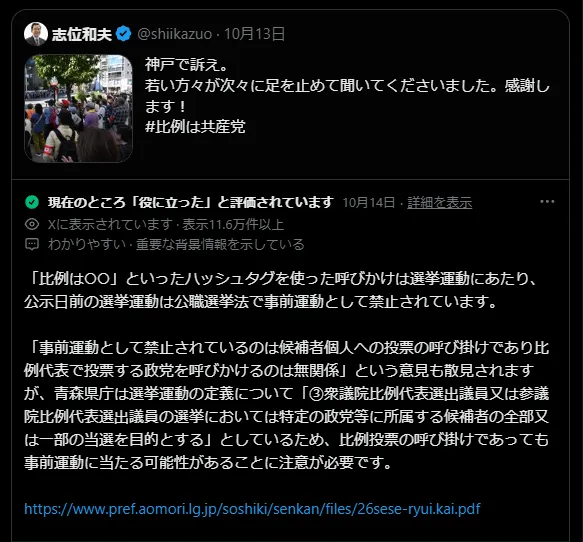 志位和夫 @shiikazuo · 10月13日
神戸で訴え。
若い方々が次々に足を止めて聞いてくださいました。感謝し
ます！
#比例は共産党
現在のところ「役に立った」と評価されています 10月14日 · 詳細を表示
Xに表示されています · 表示11.6万件以上
わかりやすい · 重要な背景情報を示している
「比例は〇〇」といったハッシュタグを使った呼びかけは選挙運動にあたり、
公示日前の選挙運動は公職選挙法で事前運動として禁止されています。
「事前運動として禁止されているのは候補者個人への投票の呼び掛けであり比
例代表で投票する政党を呼びかけるのは無関係」という意見も散見されます
が、青森県庁は選挙運動の定義について「③衆議院比例代表選出議員又は参議
院比例代表選出議員の選挙においては特定の政党等に所属する候補者の全部又
は一部の当選を目的とする」としているため、比例投票の呼び掛けであっても
事前運動に当たる可能性があることに注意が必要です。
https://www.pref.aomori.lg.jp/soshiki/senkan/files/26sese-ryui.kai.pdf